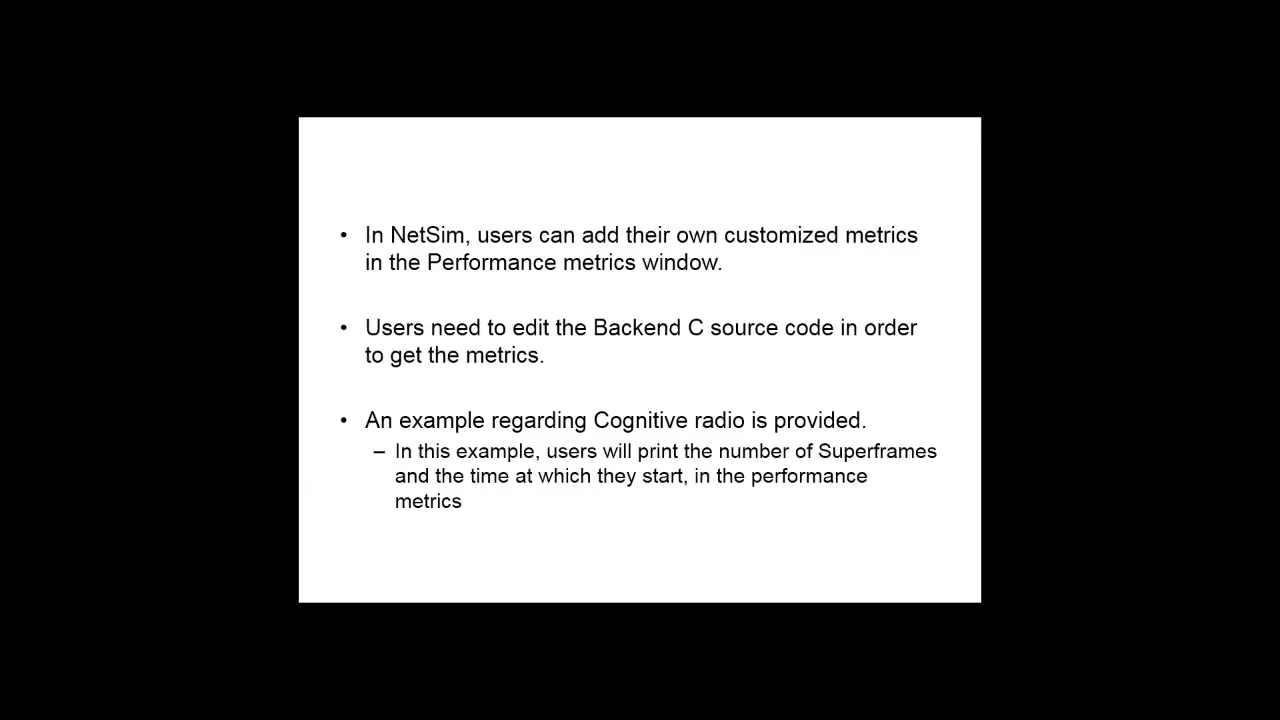 • In NetSim, users can add their own customized metrics
in the Performance metrics window.
• Users need to edit the Backend C source code in order
to get the metrics.
• An example regarding Cognitive radio is provided.
– In this example, users will print the number of Superframes
and the time at which they start, in the performance
metrics